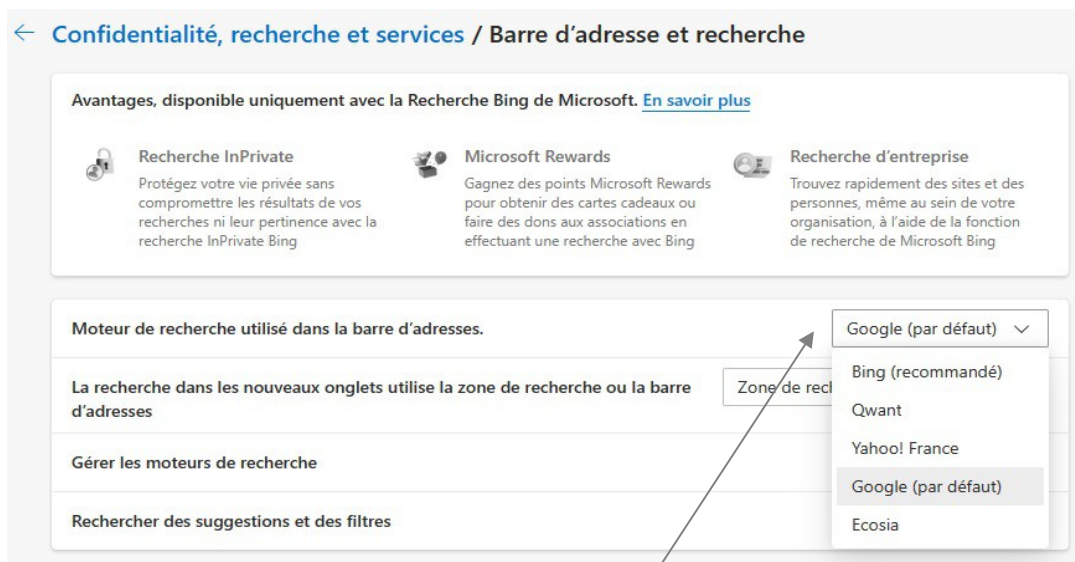 Confidentialité, recherche et services / Barre d’adresse et recherche
Avantages, disponible uniquement avec la Recherche Bing de Microsoft. En savoir plus
Recherche InPrivate
Protégez votre vie privée sans
compromettre les résultats de vos
recherches ni leur pertinence avec la
recherche InPrivate Bing
Microsoft Rewards
Gagnez des points Microsoft Rewards
pour obtenir des cartes cadeaux ou
faire des dons aux associations en
effectuant une recherche avec Bing
Recherche d’entreprise
Trouvez rapidement des sites et des
personnes, même au sein de votre
organisation, à l’aide de la fonction
de recherche de Microsoft Bing
Moteur de recherche utilisé dans la barre d’adresses.
Google (par défaut)
La recherche dans les nouveaux onglets utilise la zone de recherche ou la barre
d’adresses
Zone de rec
Gérer les moteurs de recherche
Rechercher des suggestions et des filtres
Bing (recommandé)
Qwant
Yahoo! France
Google (par défaut)
Ecosia